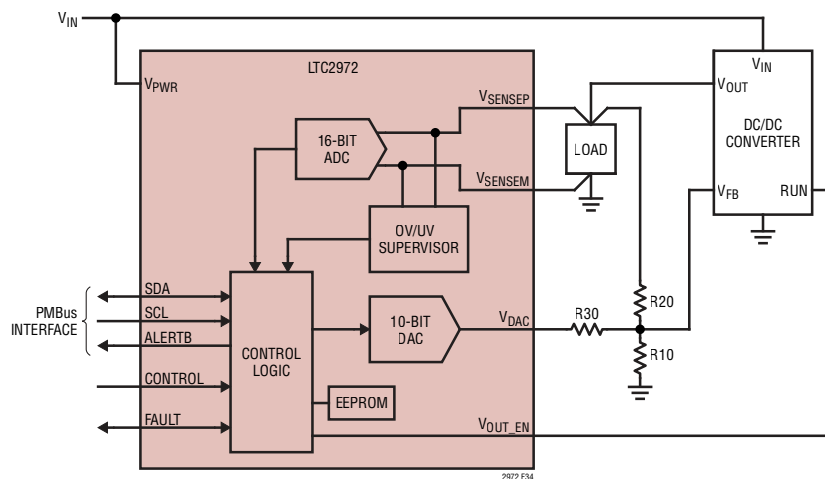 VIN
LTC2972
VPWR
VSENSEP
16-BIT
ADC
VSENSEM
OV/UV
SUPERVISOR
LOAD
VIN
VOUT
DC/DC
CONVERTER
VFB
RUN
PMBus
INTERFACE
SDA
SCL
ALERTB
CONTROL
FAULT
CONTROL
LOGIC
10-BIT
DAC
VDAC
R30
R20
R10
EEPROM
VOUT_EN
2972 F34